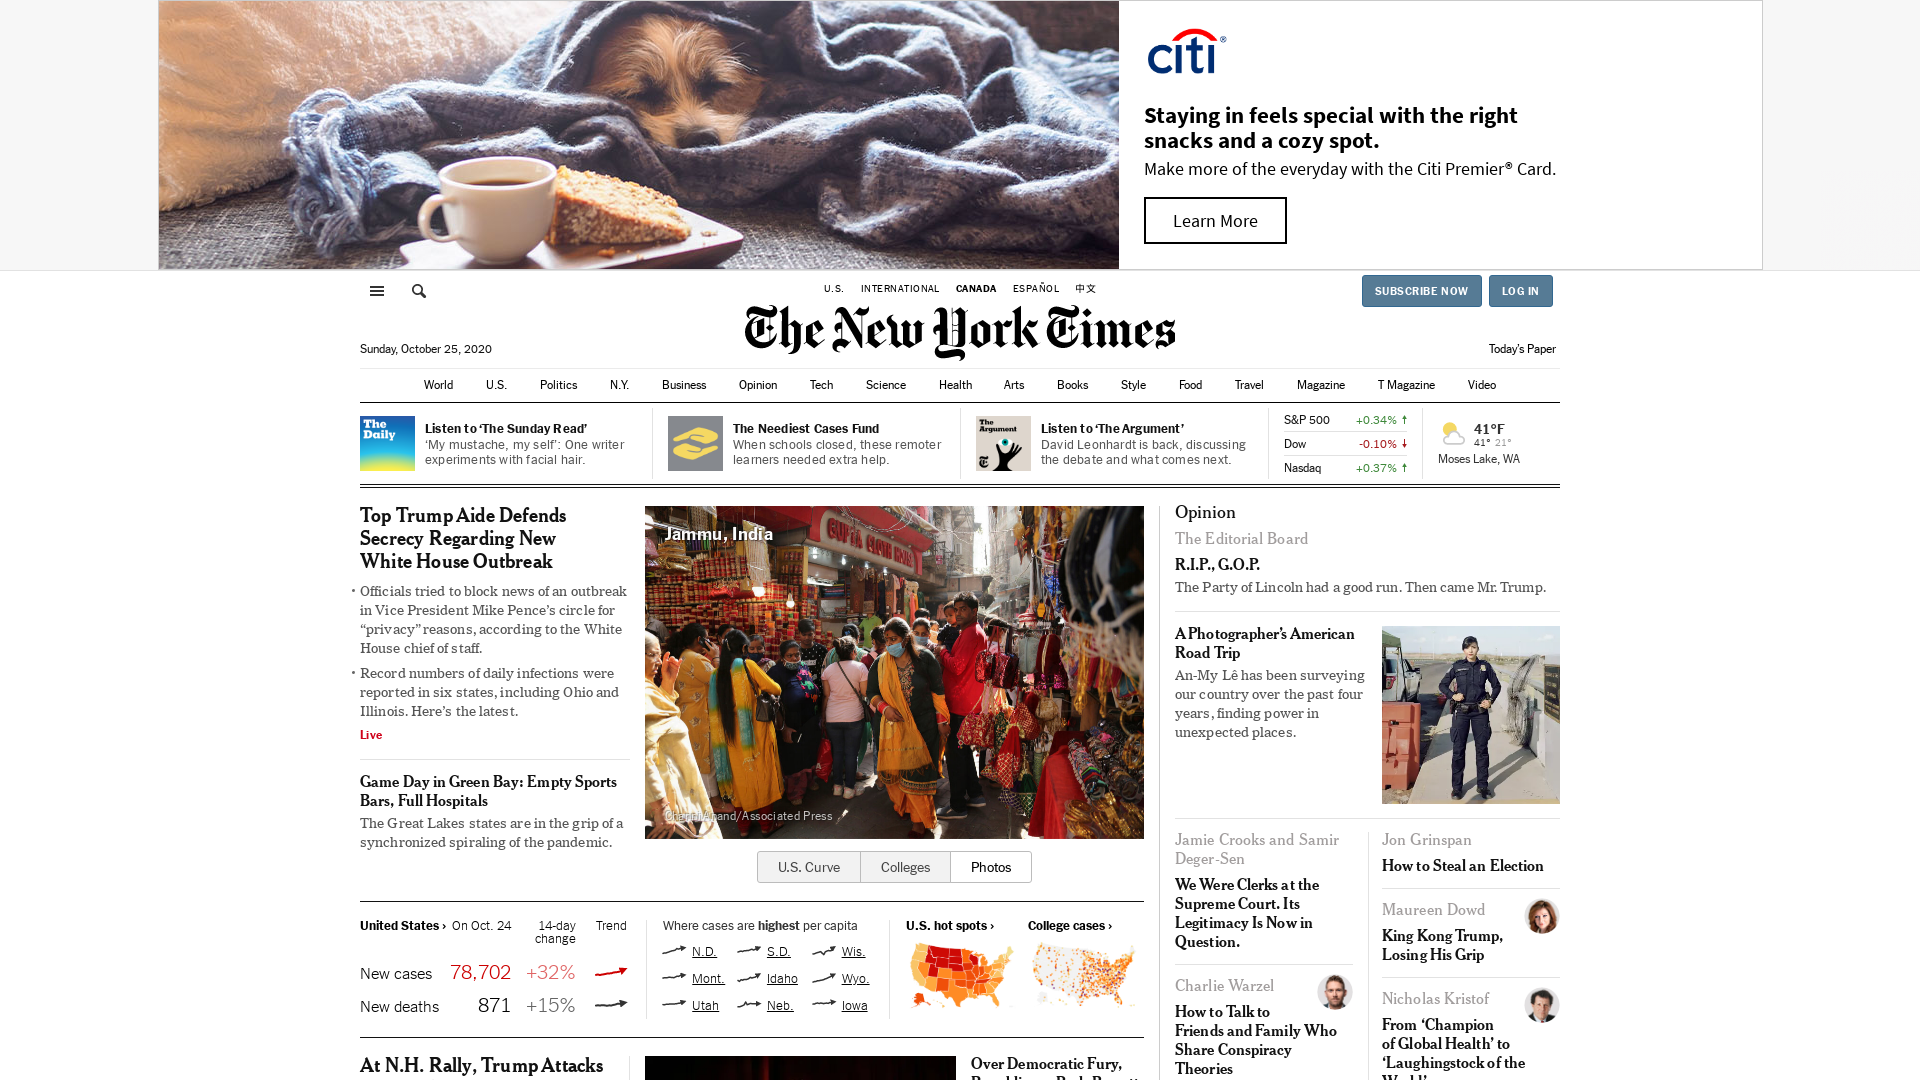 citi®
Staying in feels special with the right
snacks and a cozy spot.
Make more of the everyday with the Citi Premier® Card.
Learn More
U.S.
INTERNATIONAL
CANADA
ESPAÑOL
中文
SUBSCRIBE NOW
LOG IN
The New York Times
Sunday, October 25, 2020
Today's Paper
World
U.S.
Politics
N.Y.
Business
Opinion
Tech
Science
Health
Arts
Books
Style
Food
Travel
Magazine
T Magazine
Video
The
Daily
Listen to ‘The Sunday Read’
‘My mustache, my self’: One writer
experiments with facial hair.
The Neediest Cases Fund
When schools closed, these remoter
learners needed extra help.
The
Argument
Listen to ‘The Argument’
David Leonhardt is back, discussing
the debate and what comes next.
S&P 500 +0.34% ↑
Dow -0.10% ↓
Nasdaq +0.37% ↑
41°F
41° 21°
Moses Lake, WA
Top Trump Aide Defends
Secrecy Regarding New
White House Outbreak
• Officials tried to block news of an outbreak
in Vice President Mike Pence’s circle for
“privacy” reasons, according to the White
House chief of staff.
• Record numbers of daily infections were
reported in six states, including Ohio and
Illinois. Here’s the latest.
Live
Game Day in Green Bay: Empty Sports
Bars, Full Hospitals
The Great Lakes states are in the grip of a
synchronized spiraling of the pandemic.
Jammu, India
GUPTA CLOTH HOUSE
Channi Anand/Associated Press
U.S. Curve
Colleges
Photos
United States › On Oct. 24 14-day
change Trend
New cases 78,702 +32%
New deaths 871 +15%
Where cases are highest per capita
N.D. S.D. Wis.
Mont. Idaho Wyo.
Utah Neb. Iowa
U.S. hot spots ›
College cases ›
At N.H. Rally, Trump Attacks
Over Democratic Fury,
Opinion
The Editorial Board
R.I.P., G.O.P.
The Party of Lincoln had a good run. Then came Mr. Trump.
A Photographer’s American
Road Trip
An-My Lê has been surveying
our country over the past four
years, finding power in
unexpected places.
Jamie Crooks and Samir
Deger-Sen
We Were Clerks at the
Supreme Court. Its
Legitimacy Is Now in
Question.
Charlie Warzel
How to Talk to
Friends and Family Who
Share Conspiracy
Theories
Jon Grinspan
How to Steal an Election
Maureen Dowd
King Kong Trump,
Losing His Grip
Nicholas Kristof
From ‘Champion
of Global Health’ to
‘Laughingstock of the